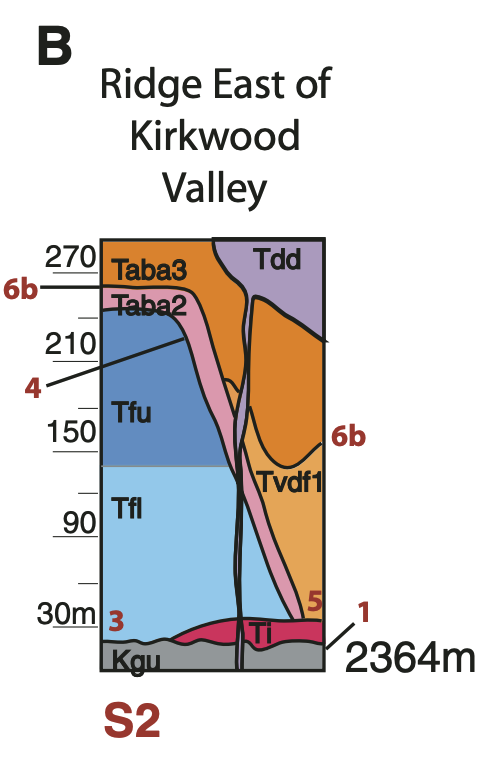 B
Ridge East of
Kirkwood
Valley
270
Tdd
Taba3
6b
Taba2
210
4
Tfu
150
6b
Tvdf1
Tfl
90
5
30m
3
1
Ti
2364m
Kgu
S2